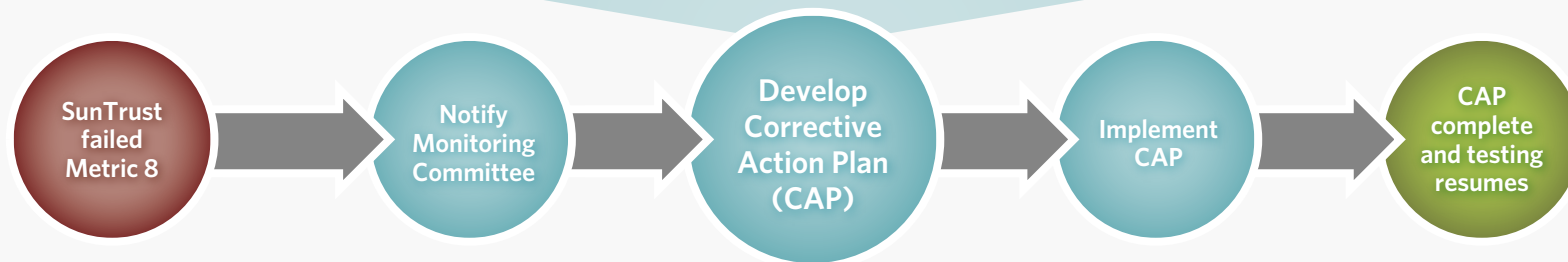 SunTrust
failed
Metric 8
Notify
Monitoring
Committee
Develop
Corrective
Action Plan
(CAP)
Implement
CAP
CAP
complete
and testing
resumes